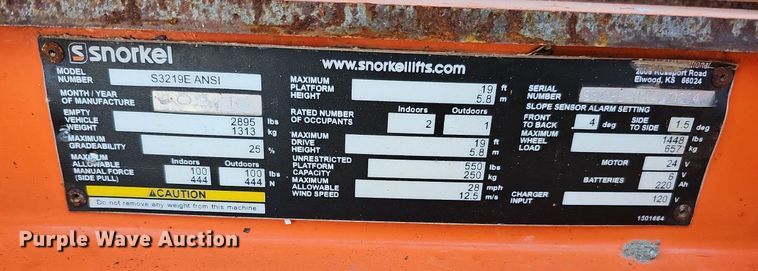 snorkel
MODEL NUMBER S3219E ANSI
MONTH / YEAR OF MANUFACTURE
EMPTY VEHICLE WEIGHT 2895 lbs 1313 kg
MAXIMUM GRADEABILITY 25 %
MAXIMUM ALLOWABLE MANUAL FORCE (SIDE PULL)
Indoors Outdoors
100 100 lbs
444 444 N
CAUTION
Do not remove any weight from this machine
www.snorkellifts.com
MAXIMUM PLATFORM HEIGHT 19 ft 5.8 m
Indoors Outdoors
RATED NUMBER OF OCCUPANTS 2 1
MAXIMUM DRIVE HEIGHT 19 ft 5.8 m
UNRESTRICTED PLATFORM CAPACITY 550 lbs 250 kg
MAXIMUM ALLOWABLE WIND SPEED 28 mph 12.5 m/s
Road
Elwood, KS 66024
SERIAL NUMBER
SLOPE SENSOR ALARM SETTING
FRONT TO BACK 4 deg SIDE TO SIDE 1.5 deg
MAXIMUM WHEEL LOAD 1448 lbs 657 kg
MOTOR 24 V
BATTERIES 6 V 220 Ah
CHARGER INPUT 120 V
1501664
Purple Wave Auction